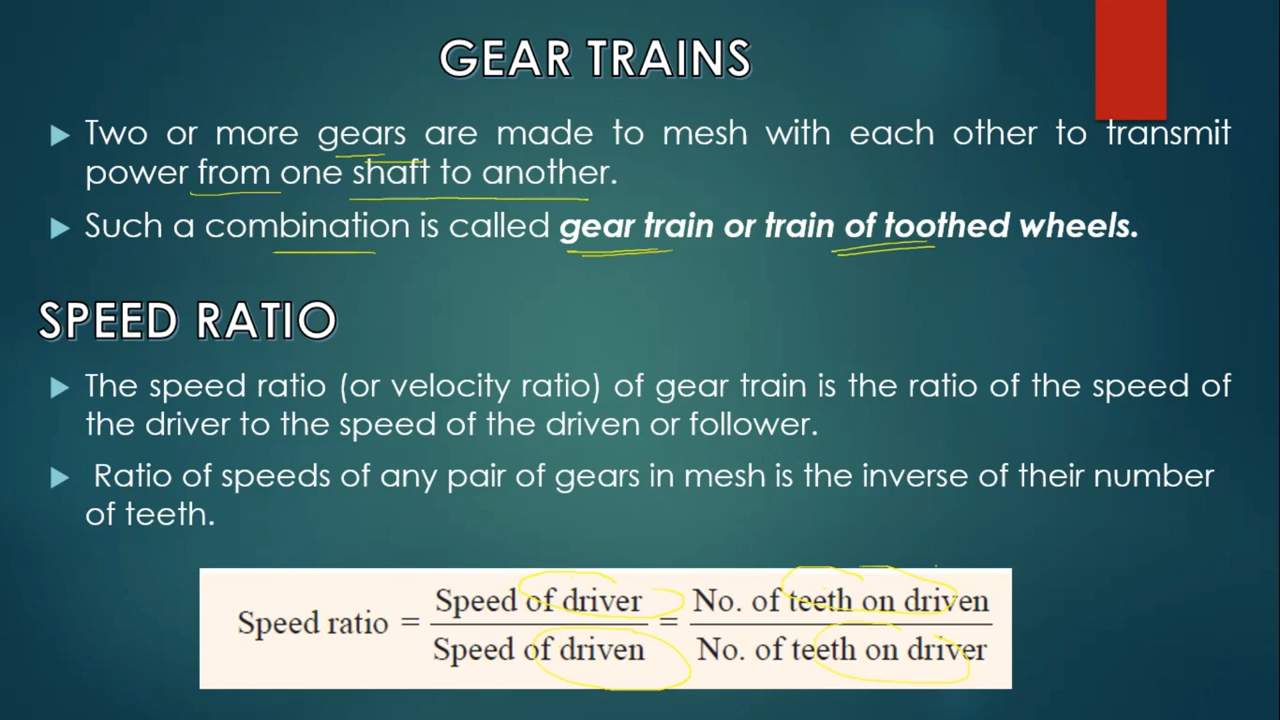 GEAR TRAINS
Two or more gears are made to mesh with each other to transmit
power from one shaft to another.
Such a combination is called gear train or train of toothed wheels.
SPEED RATIO
The speed ratio (or velocity ratio) of gear train is the ratio of the speed of
the driver to the speed of the driven or follower.
Ratio of speeds of any pair of gears in mesh is the inverse of their number
of teeth.
Speed ratio = Speed of driver / Speed of driven = No. of teeth on driven / No. of teeth on driver